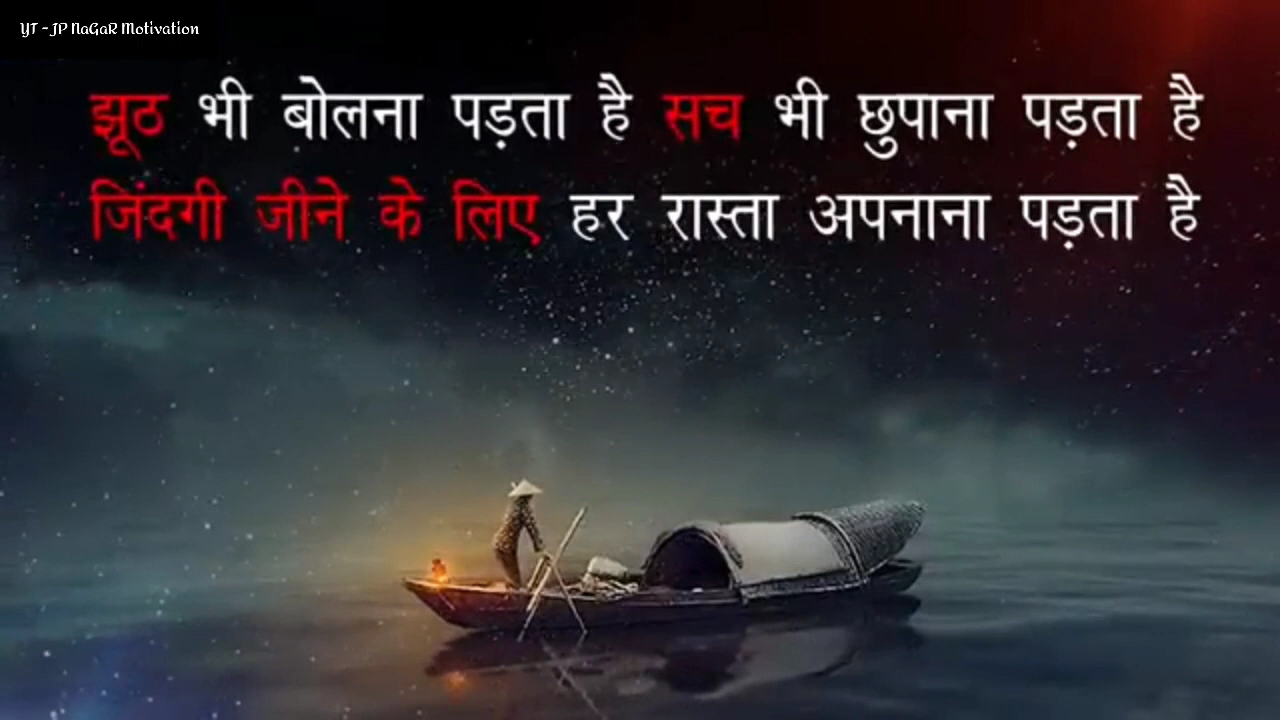 YT - JP NaGaR Motivation
झूठ भी बोलना पड़ता है सच भी छुपाना पड़ता है
जिंदगी जीने के लिए हर रास्ता अपनाना पड़ता है